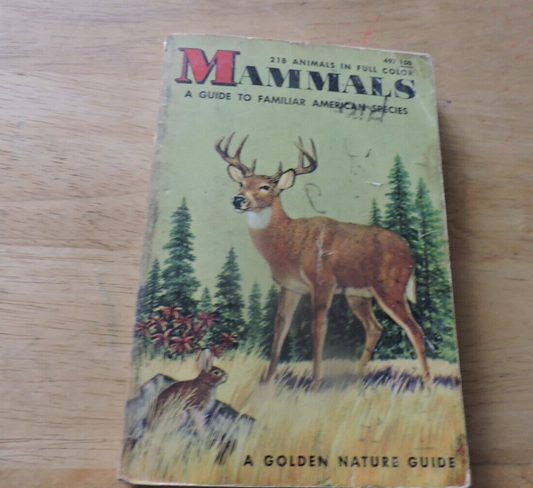 218 ANIMALS IN FULL COLOR
MAMMALS
A GUIDE TO FAMILIAR AMERICAN SPECIES
A GOLDEN NATURE GUIDE